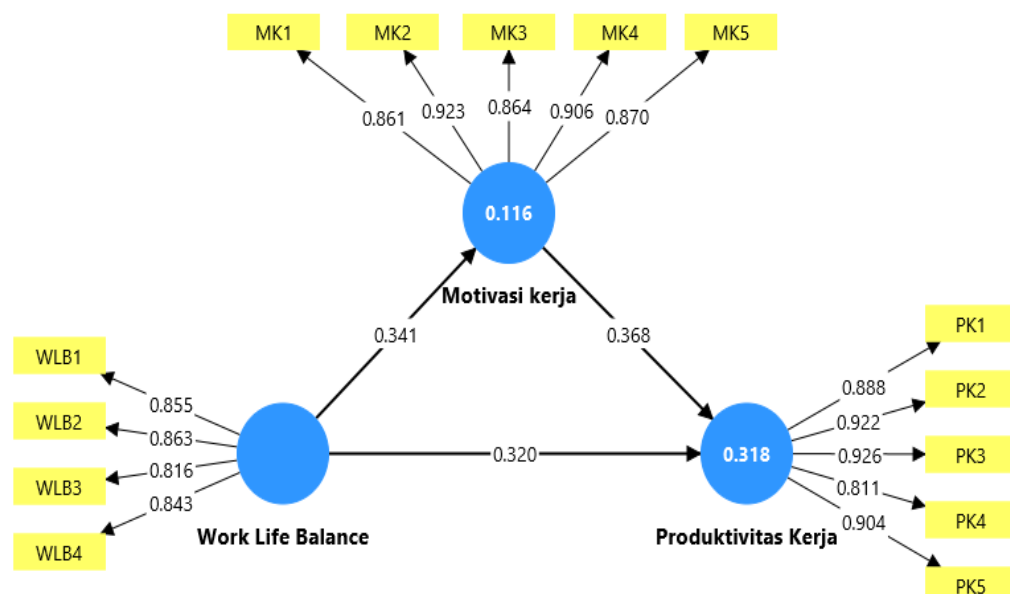 MK1
MK2
MK3
MK4
MK5
0.861
0.923
0.864
0.906
0.870
0.116
Motivasi kerja
0.341
0.368
WLB1
WLB2
WLB3
WLB4
0.855
0.863
0.816
0.843
Work Life Balance
0.320
0.318
Produktivitas Kerja
0.888
0.922
0.926
0.811
0.904
PK1
PK2
PK3
PK4
PK5